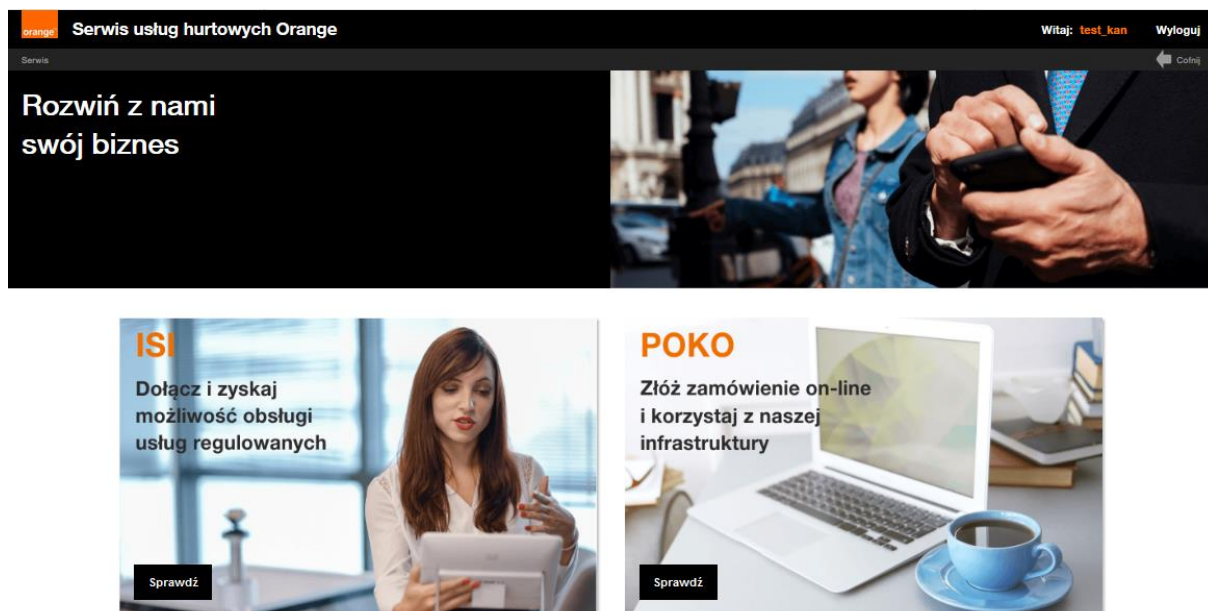 orange
Serwis usług hurtowych Orange
Witaj: test_kan
Wyloguj
Serwis
Cofnij
Rozwiń z nami
swój biznes
ISI
Dołącz i zyskaj
możliwość obsługi
usług regulowanych
Sprawdź
POKO
Złóż zamówienie on-line
i korzystaj z naszej
infrastruktury
Sprawdź